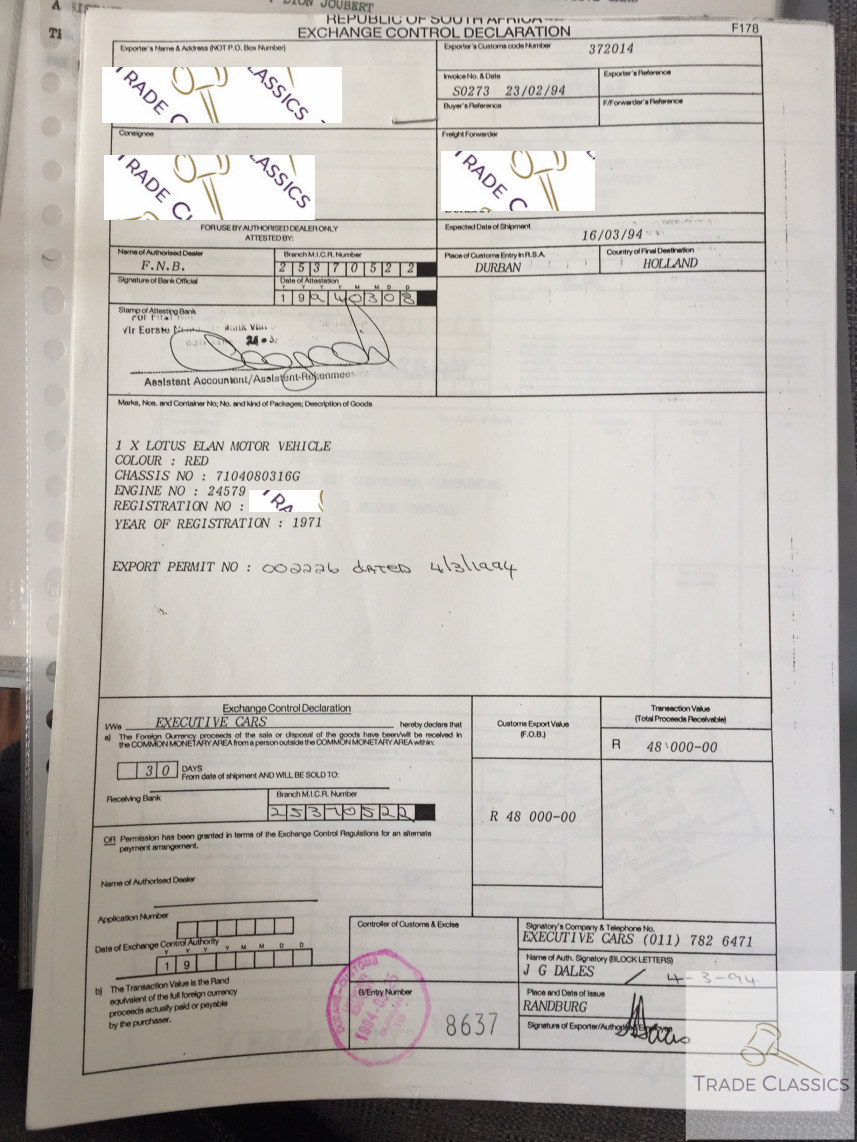 DION JOUBERT
REPUBLIC OF SOUTH AFRICA
EXCHANGE CONTROL DECLARATION
F178
Exporter's Name & Address (NOT P.O. Box Number)
TRADE CLASSICS
Exporter's Customs code Number
372014
Invoice No. & Date
S0273 23/02/94
Exporter's Reference
Buyer's Reference
F/Forwarder's Reference
Consignee
TRADE CLASSICS
Freight Forwarder
TRADE C
FOR USE BY AUTHORISED DEALER ONLY
ATTESTED BY:
Expected Date of Shipment
16/03/94
Name of Authorised Dealer
F.N.B.
Branch M.I.C.R. Number
2 5 3 7 0 5 2 2
Place of Customs Entry in R.S.A.
DURBAN
Country of Final Destination
HOLLAND
Signature of Bank Official
Date of Attestation
Y Y Y Y M M D D
1 9 9 4 0 3 0 8
Stamp of Attesting Bank
Vir Eerste
Assistant Accountant/Assistent-Rekenmees
Marks, Nos. and Container No; No. and kind of Packages; Description of Goods
1 X LOTUS ELAN MOTOR VEHICLE
COLOUR : RED
CHASSIS NO : 7104080316G
ENGINE NO : 24579
REGISTRATION NO :
TRA
YEAR OF REGISTRATION : 1971
EXPORT PERMIT NO : 002226 DATED 4/3/1994
Exchange Control Declaration
I/We EXECUTIVE CARS hereby declare that
a) The Foreign Currency proceeds of the sale or disposal of the goods have been/will be received in
the COMMON MONETARY AREA from a person outside the COMMON MONETARY AREA within:
30 DAYS
From date of shipment AND WILL BE SOLD TO:
Receiving Bank
Branch M.I.C.R. Number
2 5 3 7 0 5 2 2
Customs Export Value
(F.O.B.)
R 48 000-00
Transaction Value
(Total Proceeds Receivable)
R 48 000-00
OR Permission has been granted in terms of the Exchange Control Regulations for an alternate
payment arrangement.
Name of Authorised Dealer
Application Number
Date of Exchange Control Authority
Y Y Y Y M M D D
1 9
b) The Transaction Value is the Rand
equivalent of the full foreign currency
proceeds actually paid or payable
by the purchaser.
Controller of Customs & Excise
B/Entry Number
8637
Signatory's Company & Telephone No.
EXECUTIVE CARS (011) 782 6471
Name of Auth. Signatory (BLOCK LETTERS)
J G DALES
4-3-94
Place and Date of Issue
RANDBURG
Signature of Exporter/Authorised Employee
TRADE CLASSICS